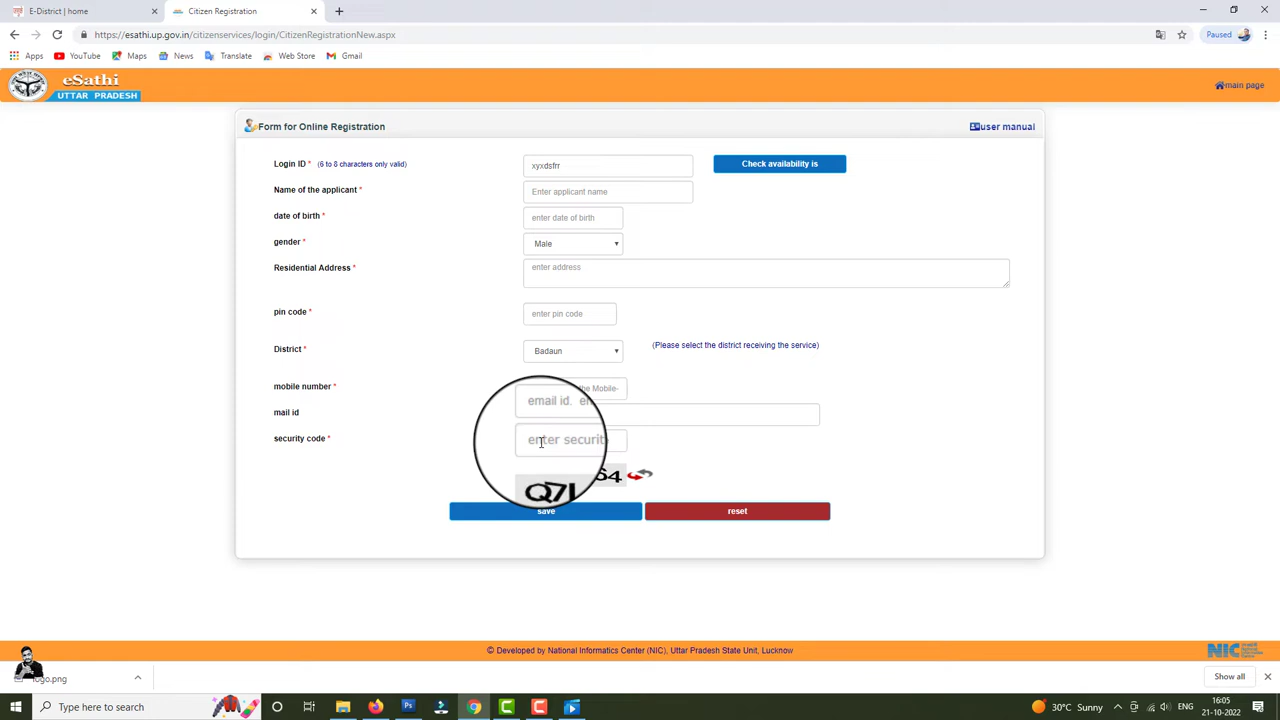 E-District | home
Citizen Registration
https://esathi.up.gov.in/citizenservices/login/CitizenRegistrationNew.aspx
Paused
Apps
YouTube
Maps
News
Translate
Web Store
Gmail
eSathi
UTTAR PRADESH
main page
Form for Online Registration
user manual
Login ID * (6 to 8 characters only valid)
xyxdsfrr
Check availability is
Name of the applicant *
Enter applicant name
date of birth *
enter date of birth
gender *
Male
Residential Address *
enter address
pin code *
enter pin code
District *
Badaun
(Please select the district receiving the service)
mobile number *
the Mobile-
mail id
email id.
security code *
enter
save
reset
© Developed by National Informatics Center (NIC), Uttar Pradesh State Unit, Lucknow
NIC
logo.png
Show all
Type here to search
30°C Sunny
ENG
16:05
21-10-2022